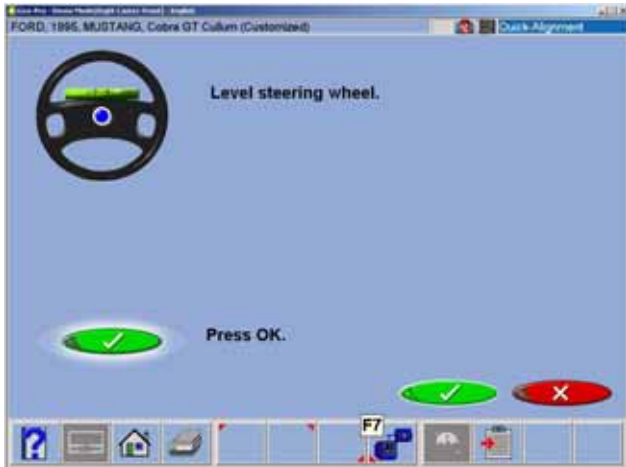 FORD, 1995, MUSTANG, Cobra GT Cullum (Customized)
Quick-Alignment
Level steering wheel.
Press OK.
F7